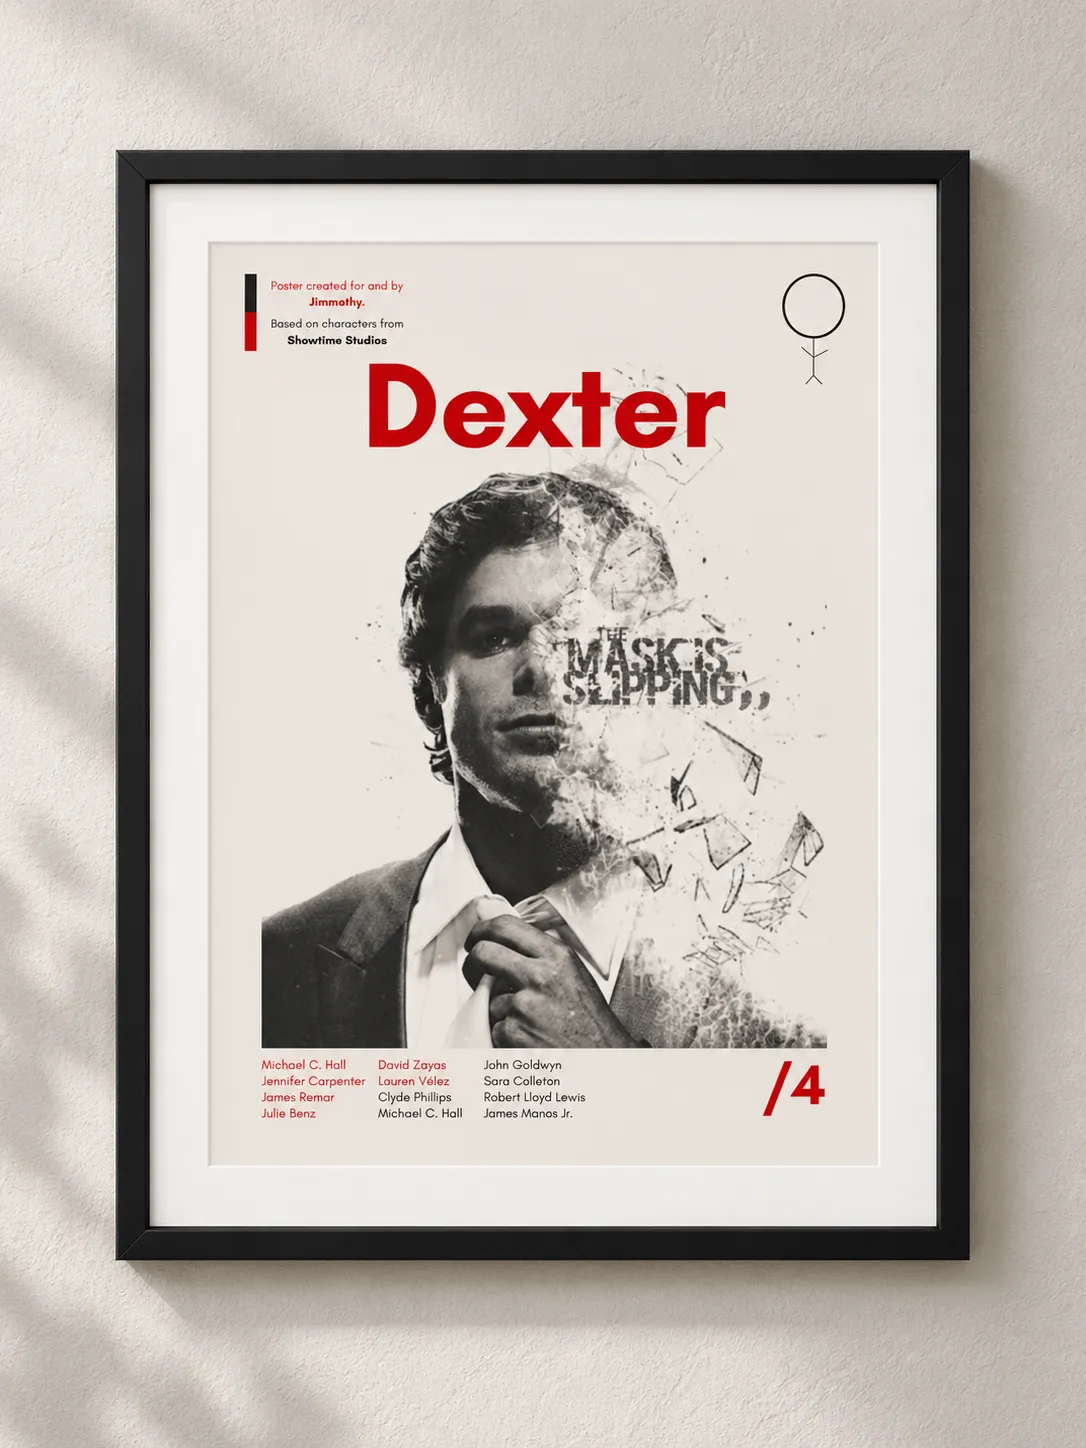 Poster created for and by
Jimmothy.
Based on characters from
Showtime Studios
Dexter
THE
MASK IS
SLIPPING,,
Michael C. Hall
Jennifer Carpenter
James Remar
Julie Benz
David Zayas
Lauren Vélez
Clyde Phillips
Michael C. Hall
John Goldwyn
Sara Colleton
Robert Lloyd Lewis
James Manos Jr.
/4